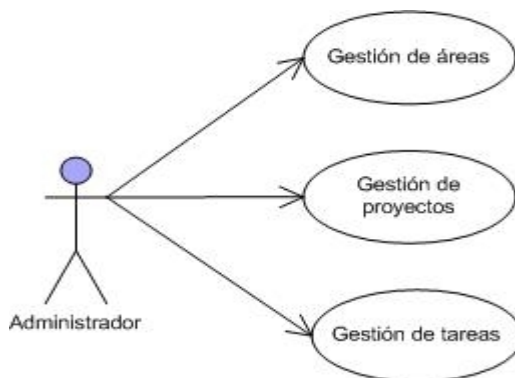 Gestión de áreas
Gestión de
proyectos
Administrador
Gestión de tareas